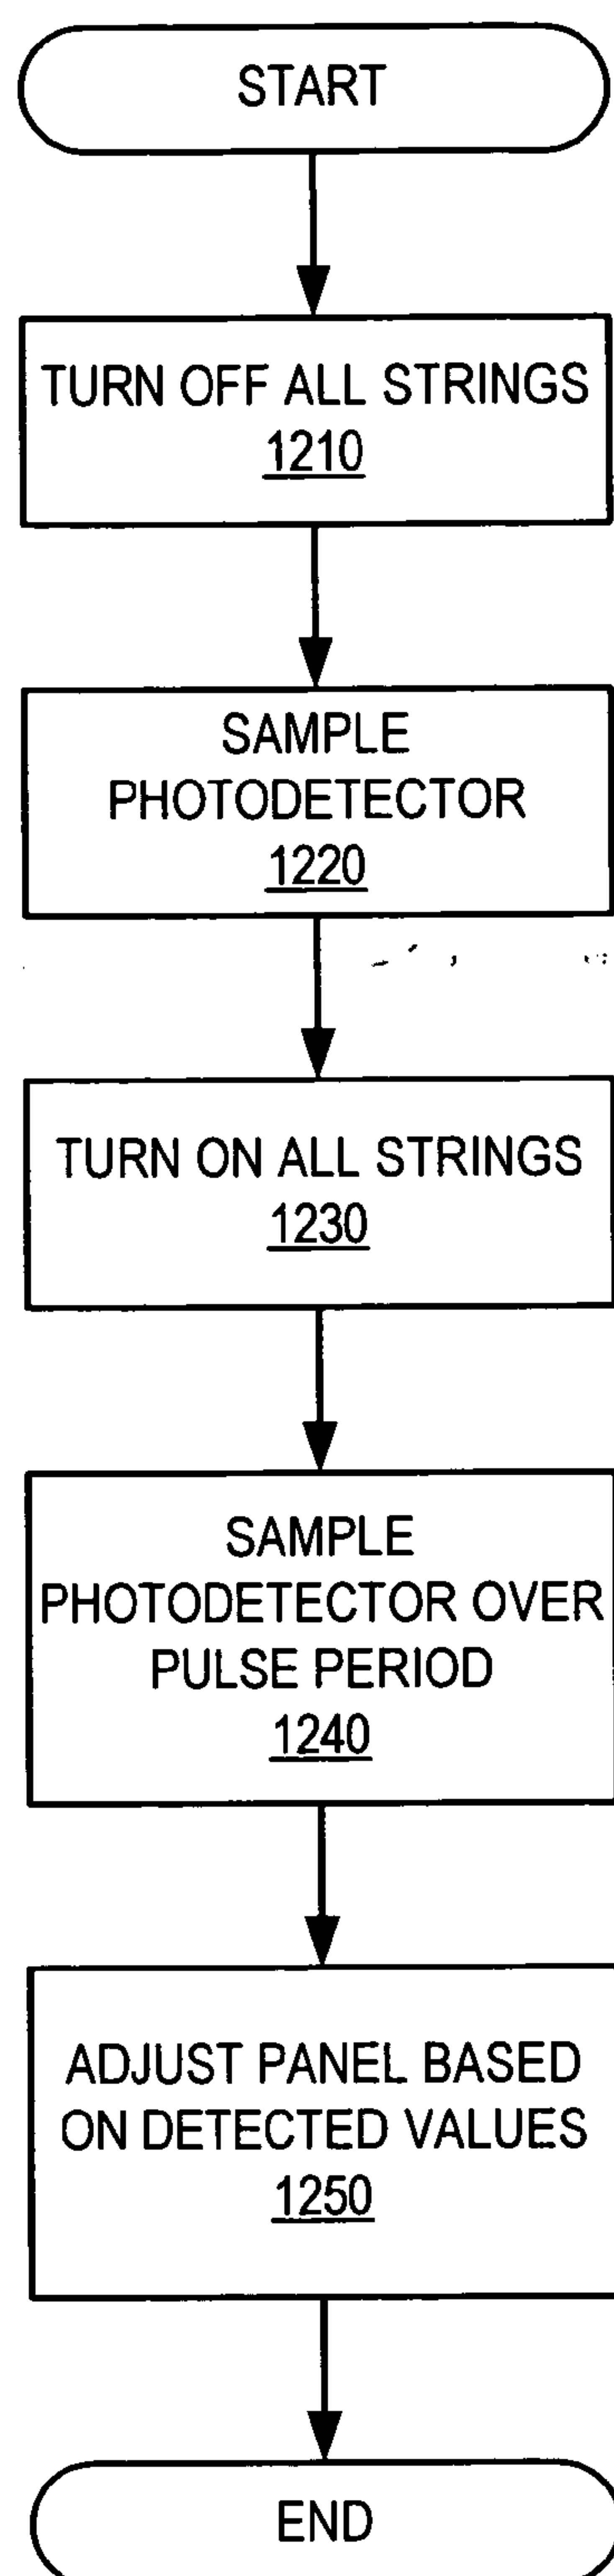 START
TURN OFF ALL STRINGS
1210
SAMPLE
PHOTODETECTOR
1220
TURN ON ALL STRINGS
1230
SAMPLE
PHOTODETECTOR OVER
PULSE PERIOD
1240
ADJUST PANEL BASED
ON DETECTED VALUES
1250
END